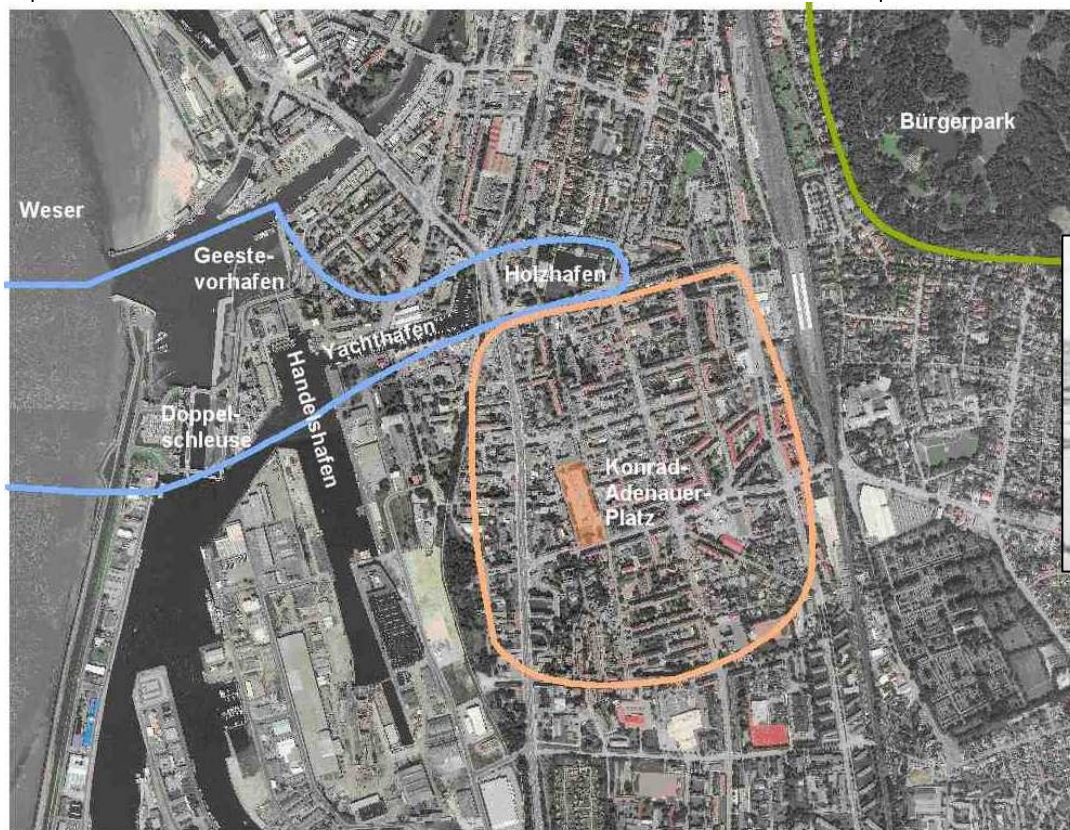 Bürgerpark
Weser
Geeste-
vorhafen
Holzhafen
Yachthafen
Handelshafen
Doppel-
schleuse
Konrad-
Adenauer-
Platz